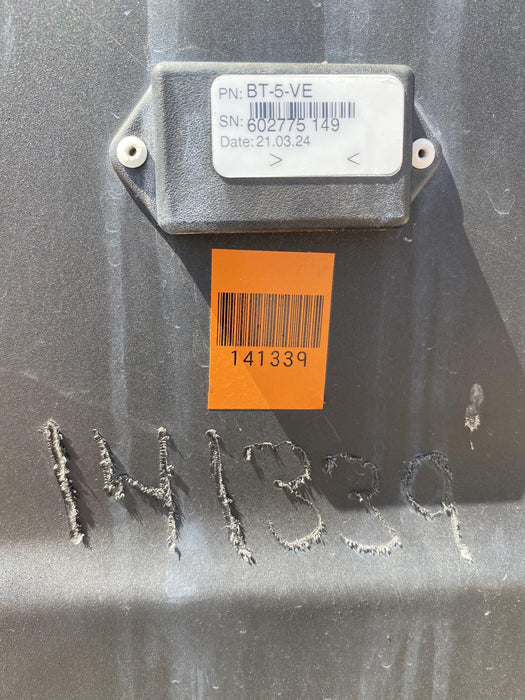 PN: BT-5-VE
SN: 602775 149
Date: 21.03.24
> <
141339
141339